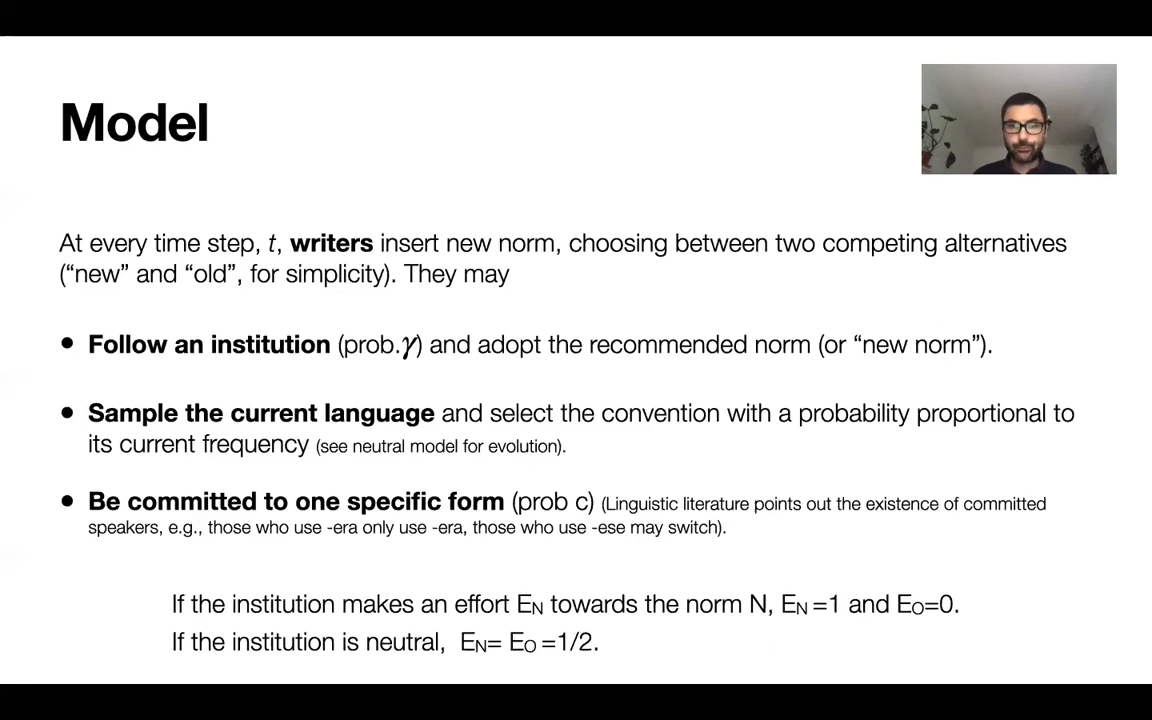 Model
At every time step, t, writers insert new norm, choosing between two competing alternatives
(“new” and “old”, for simplicity). They may
• Follow an institution (prob.γ) and adopt the recommended norm (or “new norm”).
• Sample the current language and select the convention with a probability proportional to
its current frequency (see neutral model for evolution).
• Be committed to one specific form (prob c) (Linguistic literature points out the existence of committed
speakers, e.g., those who use -era only use -era, those who use -ese may switch).
If the institution makes an effort EN towards the norm N, EN =1 and EO=0.
If the institution is neutral,  EN= EO =1/2.